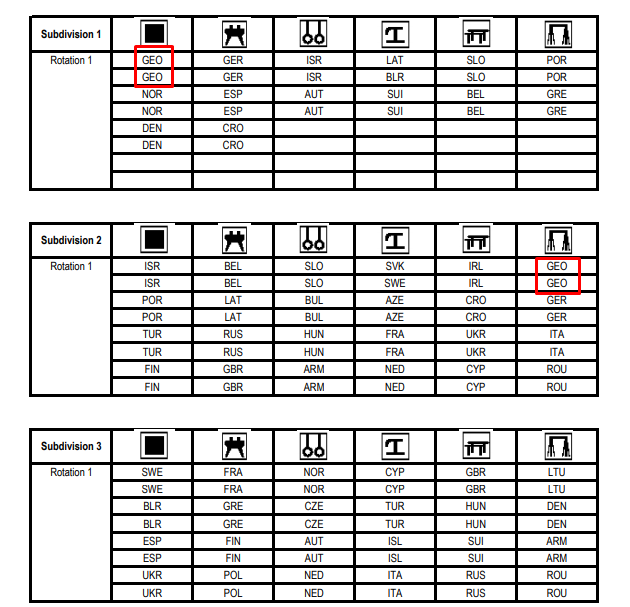 Subdivision 1
Rotation 1 GEO GER ISR LAT SLO POR
GEO GER ISR BLR SLO POR
NOR ESP AUT SUI BEL GRE
NOR ESP AUT SUI BEL GRE
DEN CRO
DEN CRO
Subdivision 2
Rotation 1 ISR BEL SLO SVK IRL GEO
ISR BEL SLO SWE IRL GEO
POR LAT BUL AZE CRO GER
POR LAT BUL AZE CRO GER
TUR RUS HUN FRA UKR ITA
TUR RUS HUN FRA UKR ITA
FIN GBR ARM NED CYP ROU
FIN GBR ARM NED CYP ROU
Subdivision 3
Rotation 1 SWE FRA NOR CYP GBR LTU
SWE FRA NOR CYP GBR LTU
BLR GRE CZE TUR HUN DEN
BLR GRE CZE TUR HUN DEN
ESP FIN AUT ISL SUI ARM
ESP FIN AUT ISL SUI ARM
UKR POL NED ITA RUS ROU
UKR POL NED ITA RUS ROU